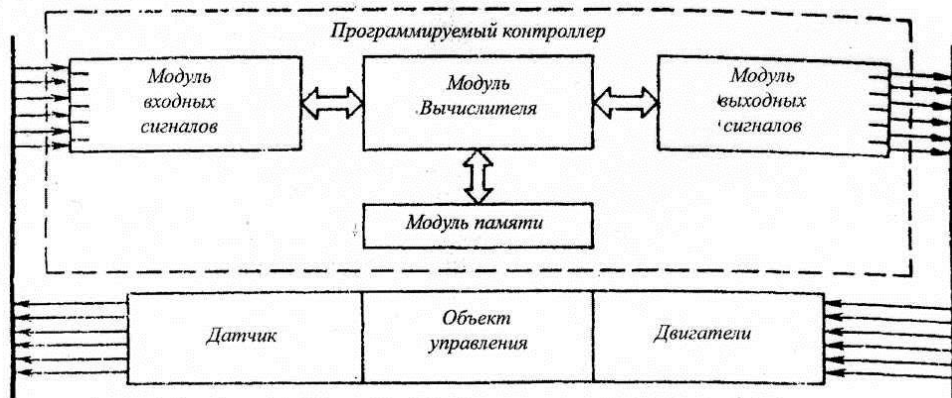 Программируемый контроллер
Модуль
входных
сигналов
Модуль
Вычислителя
Модуль
выходных
сигналов
Модуль памяти
Датчик
Объект
управления
Двигатели